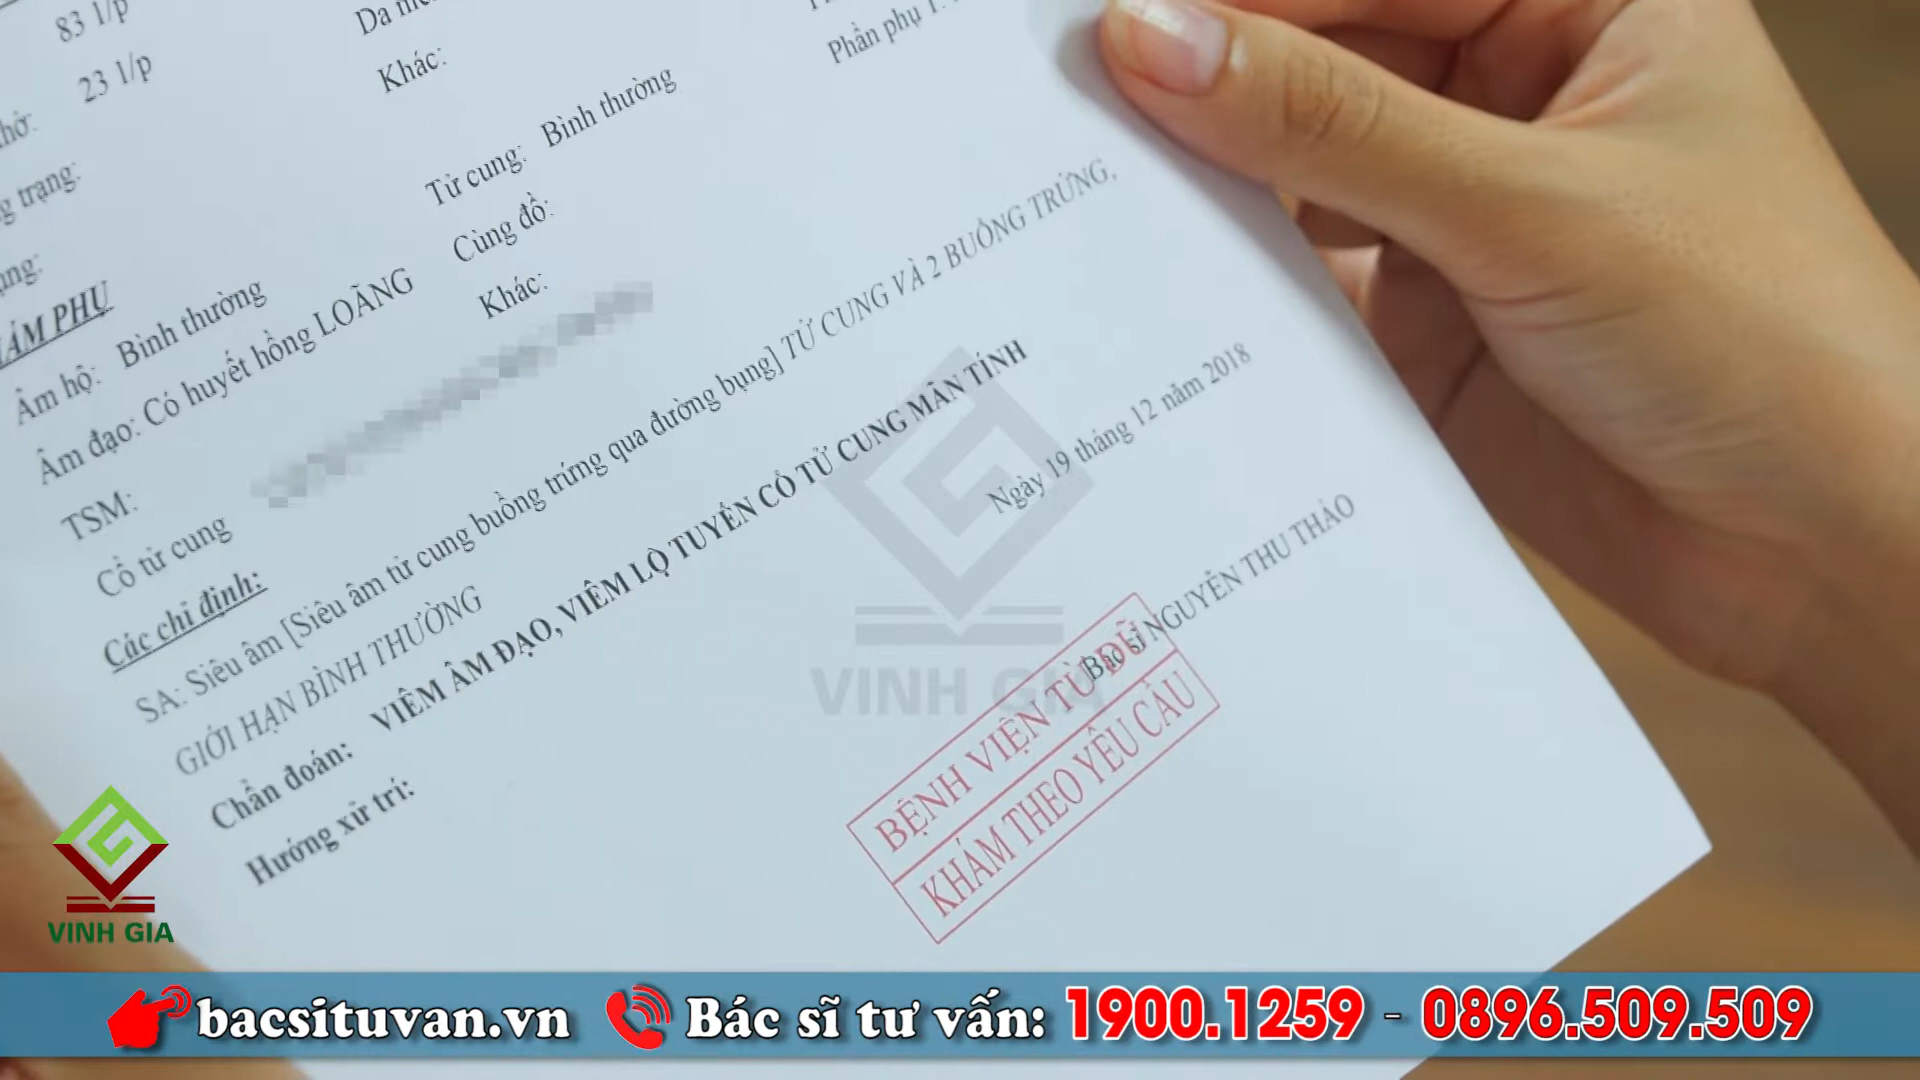 83 1/p
23 1/p
Da
Khác:
Phần phụ
trạng:
Tử cung: Bình thường
Cùng đồ:
Khác:
PHỤ
Âm hộ: Bình thường
Âm đạo: Có huyết hồng LOÃNG
TSM:
Cổ tử cung
Các chỉ định:
SA: Siêu âm [Siêu âm tử cung buồng trứng qua đường bụng] TỬ CUNG VÀ 2 BUỒNG TRỨNG,
GIỚI HẠN BÌNH THƯỜNG
Chẩn đoán: VIÊM ÂM ĐẠO, VIÊM LỘ TUYẾN CỔ TỬ CUNG MÃN TÍNH
Hướng xử trí:
Ngày 19 tháng 12 năm 2018
Bác sĩ NGUYỄN THU THẢO
BỆNH VIỆN TỪ DŨ
KHÁM THEO YÊU CẦU
VINH GIA
VINH GIA
bacsituvan.vn Bác sĩ tư vấn: 1900.1259 - 0896.509.509